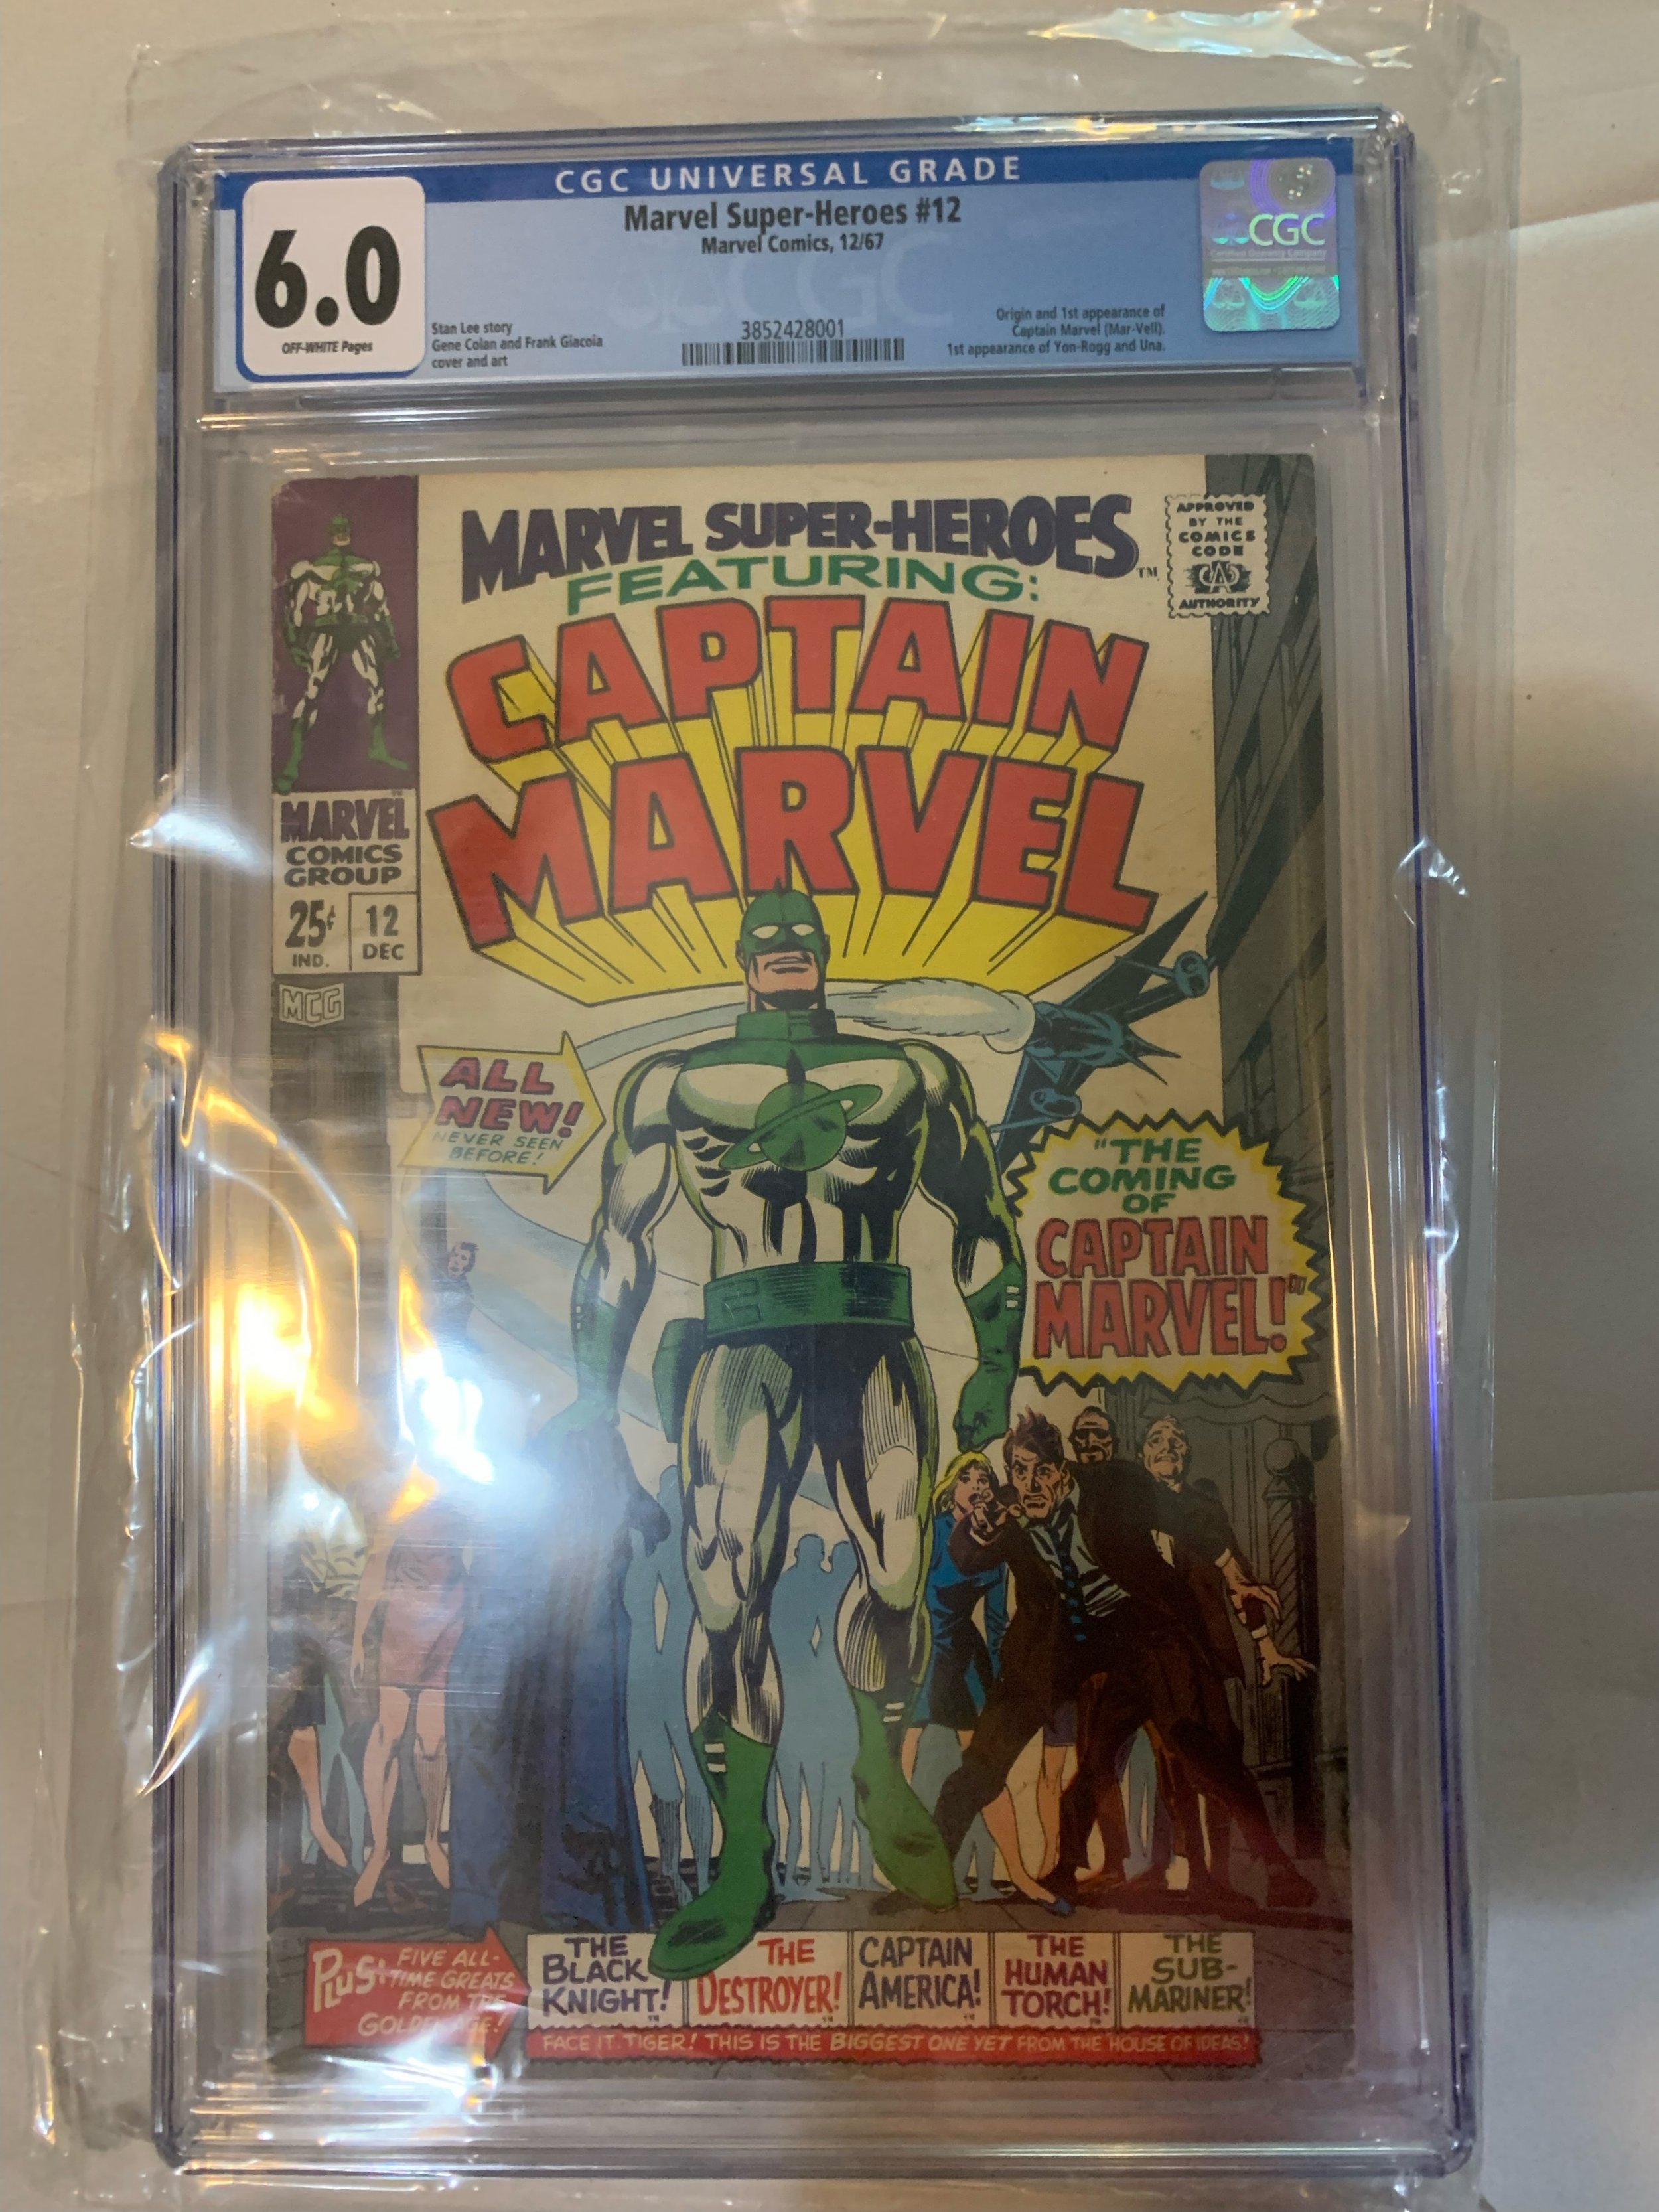 CGC UNIVERSAL GRADE
Marvel Super-Heroes #12
Marvel Comics, 12/67
6.0
OFF-WHITE Pages
Stan Lee story
Gene Colan and Frank Giacoia
cover and art
3852428001
Origin and 1st appearance of
Captain Marvel (Mar-Vell).
1st appearance of Yon-Rogg and Una.
CGC
MARVEL SUPER-HEROES
TM
FEATURING:
CAPTAIN
MARVEL
APPROVED
BY THE
COMICS
CODE
CA
AUTHORITY
MARVEL
COMICS
GROUP
25¢
IND.
12
DEC
MCG
ALL
NEW!
NEVER SEEN
BEFORE!
"THE
COMING
OF
CAPTAIN
MARVEL!"
PLUS:
FIVE ALL-
TIME GREATS
FROM THE
GOLDEN AGE!
THE
BLACK
KNIGHT!
THE
DESTROYER!
CAPTAIN
AMERICA!
THE
HUMAN
TORCH!
THE
SUB-
MARINER!
FACE IT, TIGER! THIS IS THE BIGGEST ONE YET FROM THE HOUSE OF IDEAS!